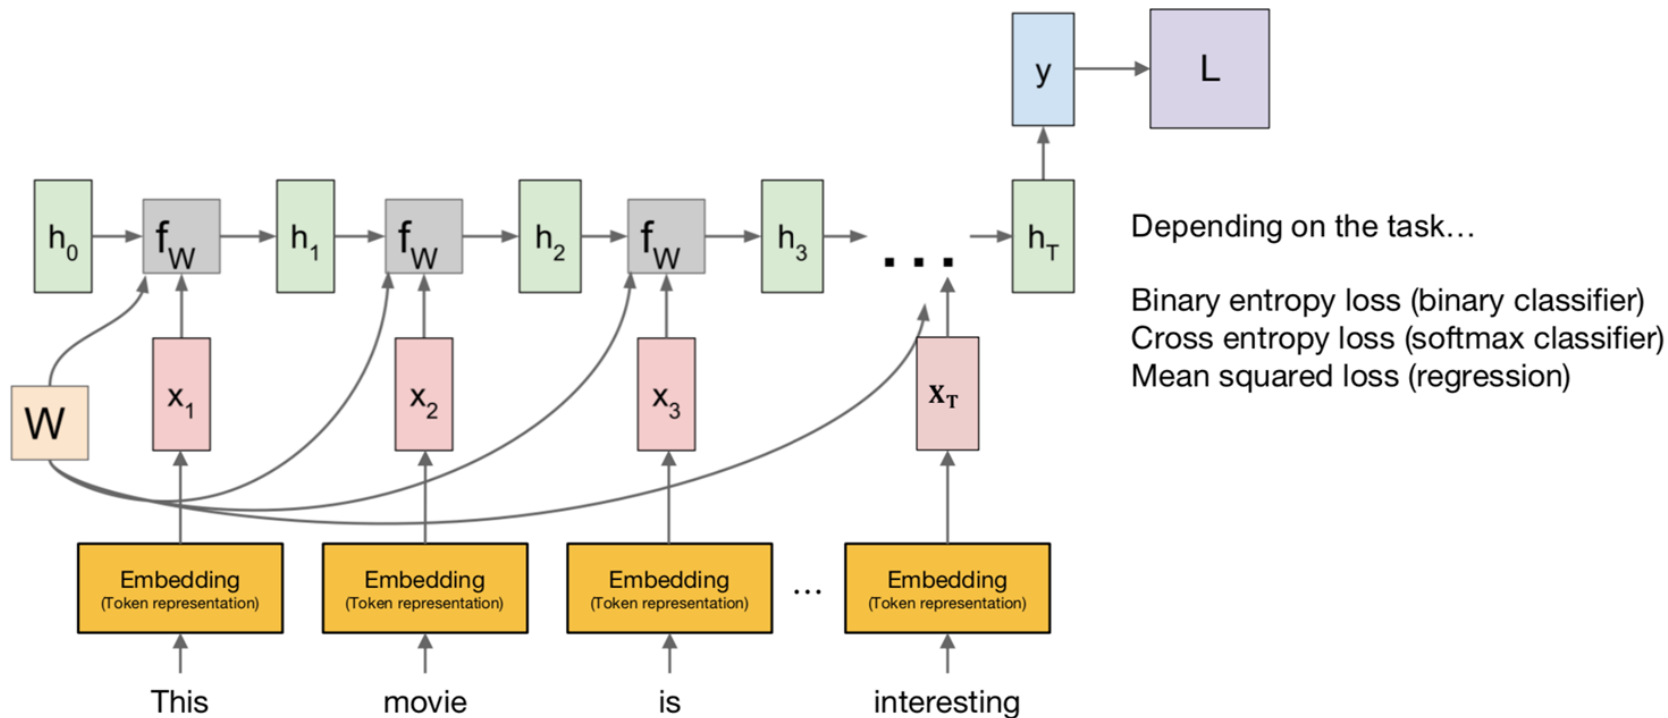 y
L
h0
fW
h1
fW
h2
fW
h3
...
hT
Depending on the task...
Binary entropy loss (binary classifier)
Cross entropy loss (softmax classifier)
Mean squared loss (regression)
W
x1
x2
x3
XT
Embedding
(Token representation)
Embedding
(Token representation)
Embedding
(Token representation)
...
Embedding
(Token representation)
This
movie
is
interesting